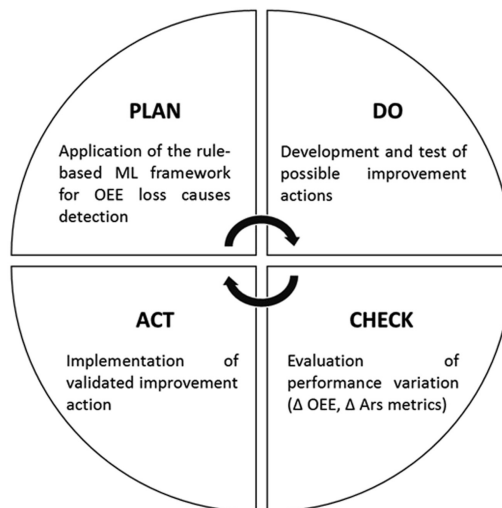 PLAN
Application of the rule-
based ML framework
for OEE loss causes
detection
DO
Development and test of
possible improvement
actions
ACT
Implementation of
validated improvement
action
CHECK
Evaluation of
performance variation
(Δ OEE, Δ Ars metrics)